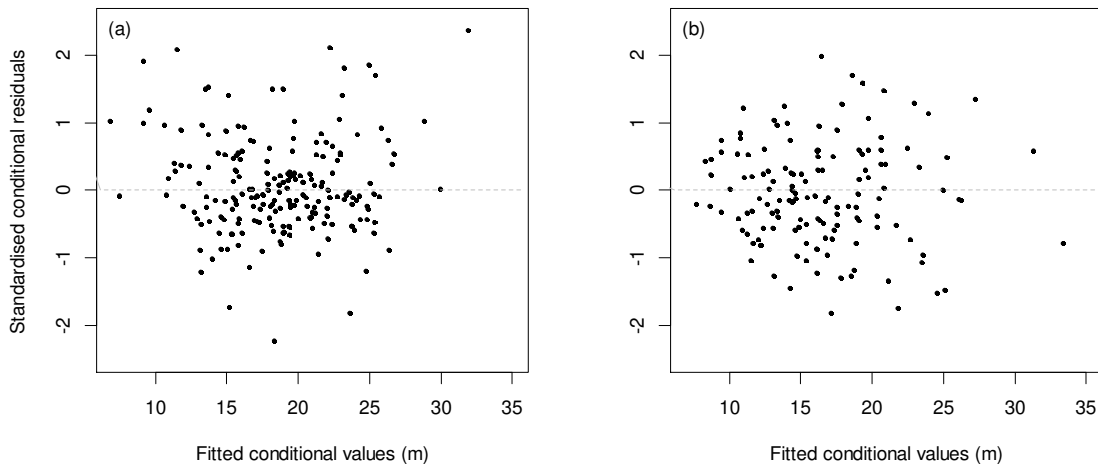 (a)
(b)
Standardised conditional residuals
2
1
0
-1
-2
2
1
0
-1
-2
10 15 20 25 30 35
10 15 20 25 30 35
Fitted conditional values (m)
Fitted conditional values (m)